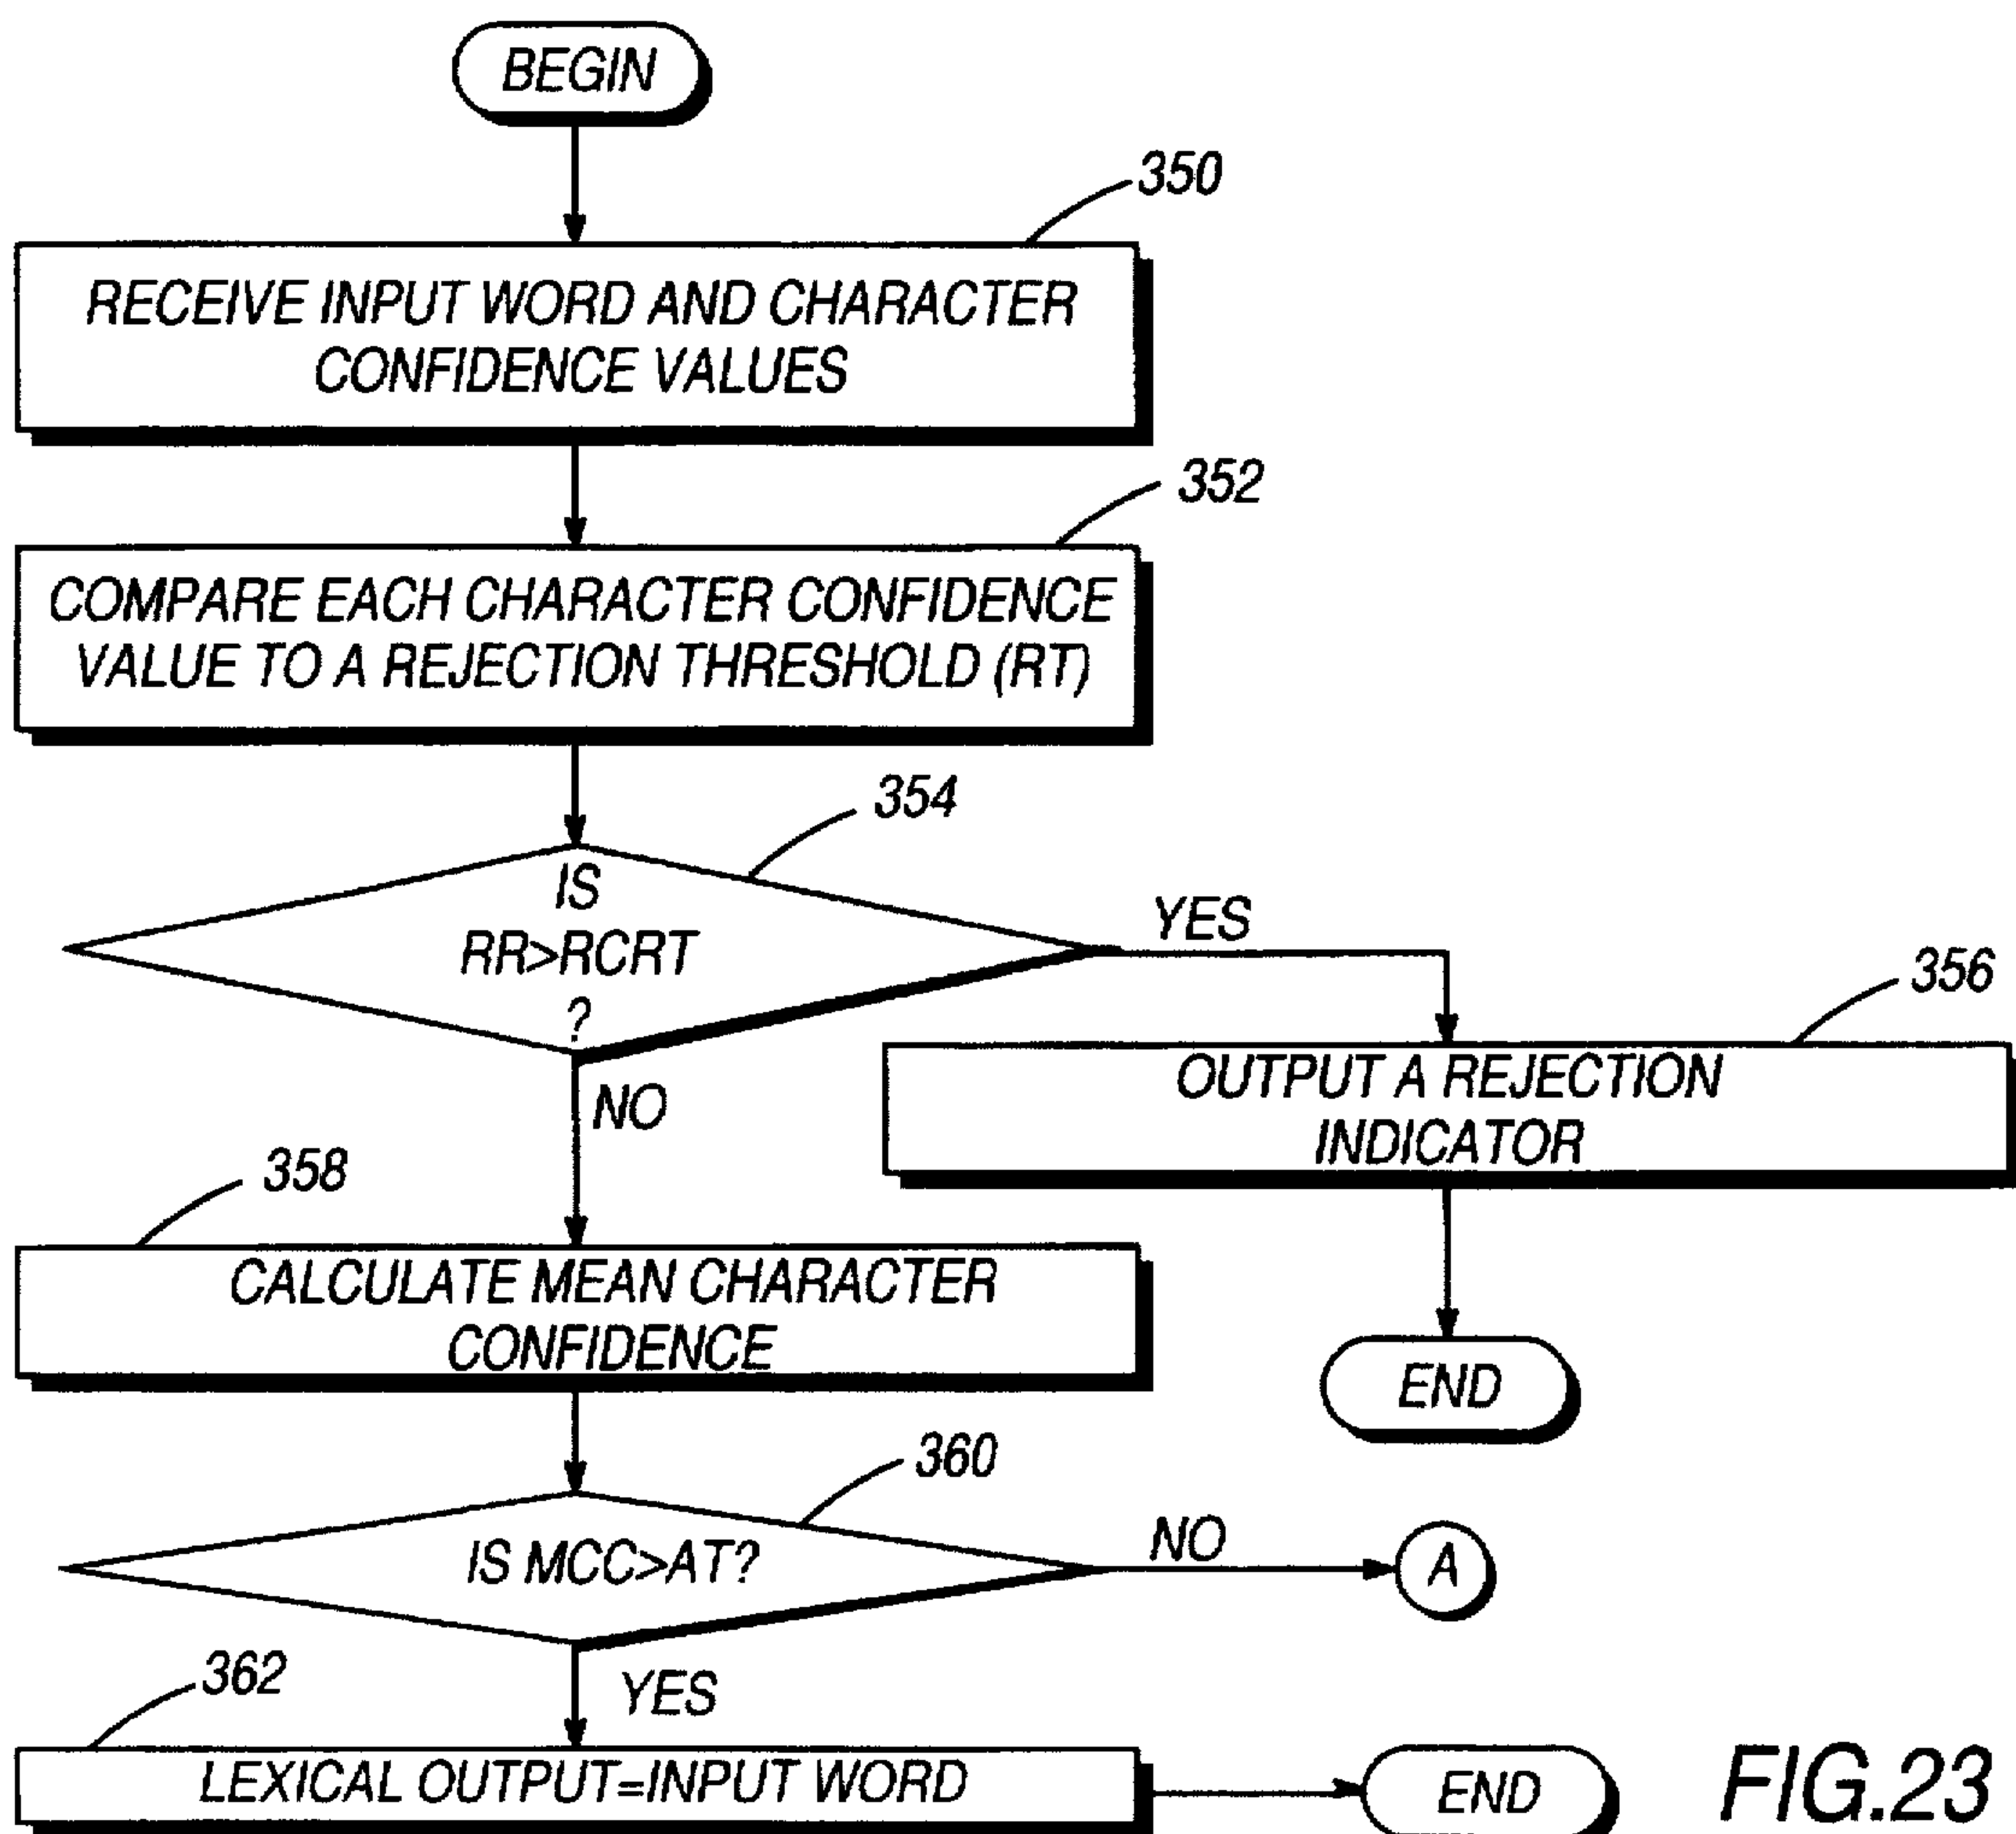 BEGIN
350
RECEIVE INPUT WORD AND CHARACTER
CONFIDENCE VALUES
352
COMPARE EACH CHARACTER CONFIDENCE
VALUE TO A REJECTION THRESHOLD (RT)
354
IS
RR>RCRT
?
YES
356
OUTPUT A REJECTION
INDICATOR
NO
358
CALCULATE MEAN CHARACTER
CONFIDENCE
END
360
IS MCC>AT?
NO
A
362
YES
LEXICAL OUTPUT=INPUT WORD
END
FIG.23